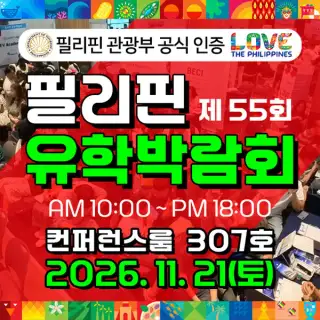 필리핀 관광부 공식 인증 LOVE THE PHILIPPINES
필리핀 제 55회
유학박람회
AM 10:00 ~ PM 18:00
컨퍼런스룸 307호
2026. 11. 21(토)